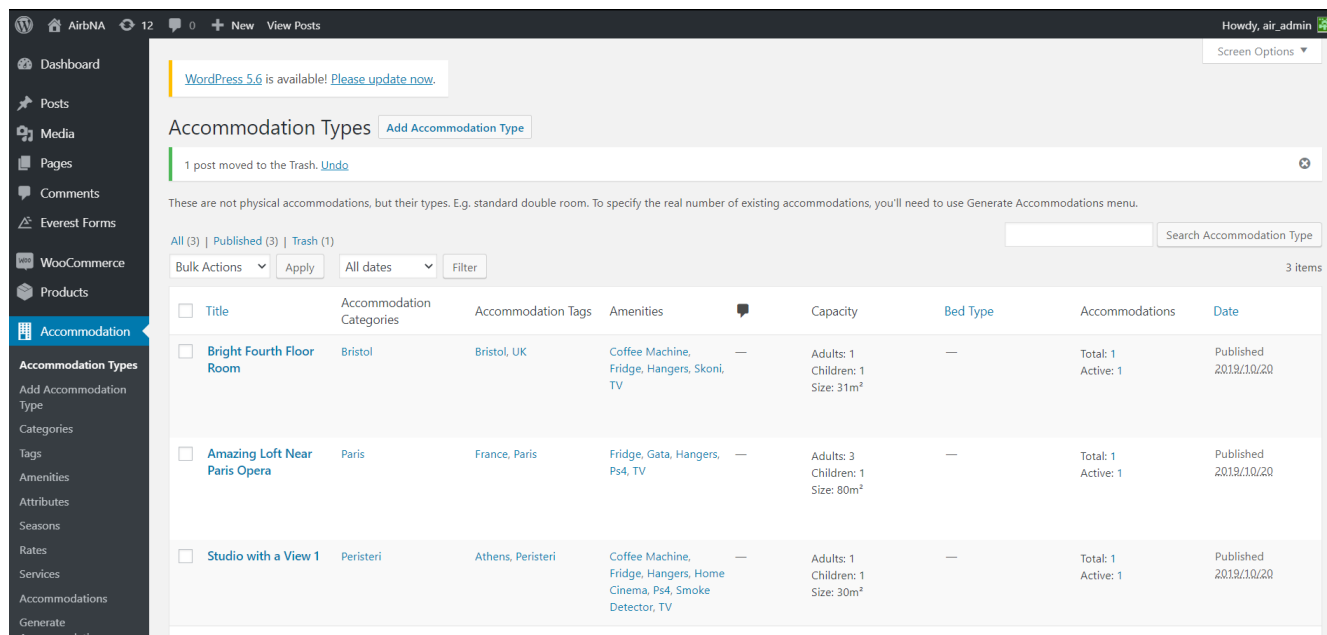 AirbNA 12 0 New View Posts Howdy, air_admin
Screen Options
Dashboard
Posts
Media
Pages
Comments
Everest Forms
WooCommerce
Products
Accommodation
Accommodation Types
Add Accommodation
Type
Categories
Tags
Amenities
Attributes
Seasons
Rates
Services
Accommodations
Generate
WordPress 5.6 is available! Please update now.
Accommodation Types Add Accommodation Type
1 post moved to the Trash. Undo
These are not physical accommodations, but their types. E.g. standard double room. To specify the real number of existing accommodations, you'll need to use Generate Accommodations menu.
Search Accommodation Type
All (3) | Published (3) | Trash (1)
Bulk Actions Apply All dates Filter 3 items
Title Accommodation Categories Accommodation Tags Amenities Capacity Bed Type Accommodations Date
Bright Fourth Floor
Room
Bristol
Bristol, UK
Coffee Machine,
Fridge, Hangers, Skoni,
TV
—
Adults: 1
Children: 1
Size: 31m²
—
Total: 1
Active: 1
Published
2019/10/20
Amazing Loft Near
Paris Opera
Paris
France, Paris
Fridge, Gata, Hangers,
Ps4, TV
—
Adults: 3
Children: 1
Size: 80m²
—
Total: 1
Active: 1
Published
2019/10/20
Studio with a View 1
Peristeri
Athens, Peristeri
Coffee Machine,
Fridge, Hangers, Home
Cinema, Ps4, Smoke
Detector, TV
—
Adults: 1
Children: 1
Size: 30m²
—
Total: 1
Active: 1
Published
2019/10/20